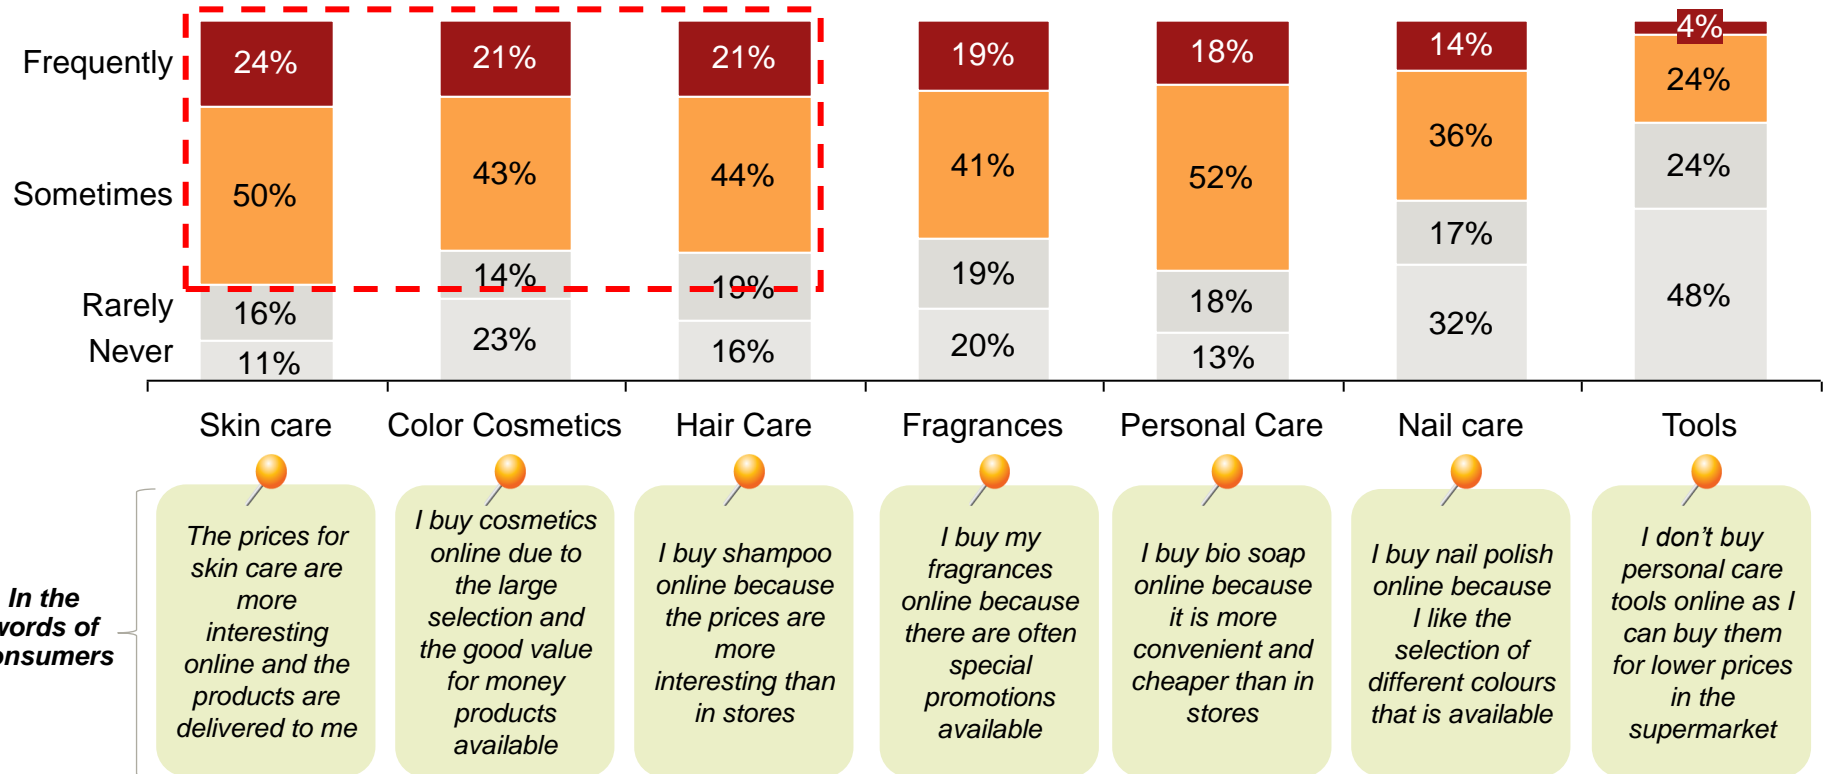 Frequently
24%
21%
21%
19%
18%
14%
4%
Sometimes
50%
43%
44%
41%
52%
36%
24%
Rarely
16%
14%
19%
19%
18%
17%
24%
Never
11%
23%
16%
20%
13%
32%
48%
Skin care
Color Cosmetics
Hair Care
Fragrances
Personal Care
Nail care
Tools
In the
words of
onsumers
The prices for
skin care are
more
interesting
online and the
products are
delivered to me
I buy cosmetics
online due to
the large
selection and
the good value
for money
products
available
I buy shampoo
online because
the prices are
more
interesting than
in stores
I buy my
fragrances
online because
there are often
special
promotions
available
I buy bio soap
online because
it is more
convenient and
cheaper than in
stores
I buy nail polish
online because
I like the
selection of
different colours
that is available
I don’t buy
personal care
tools online as I
can buy them
for lower prices
in the
supermarket